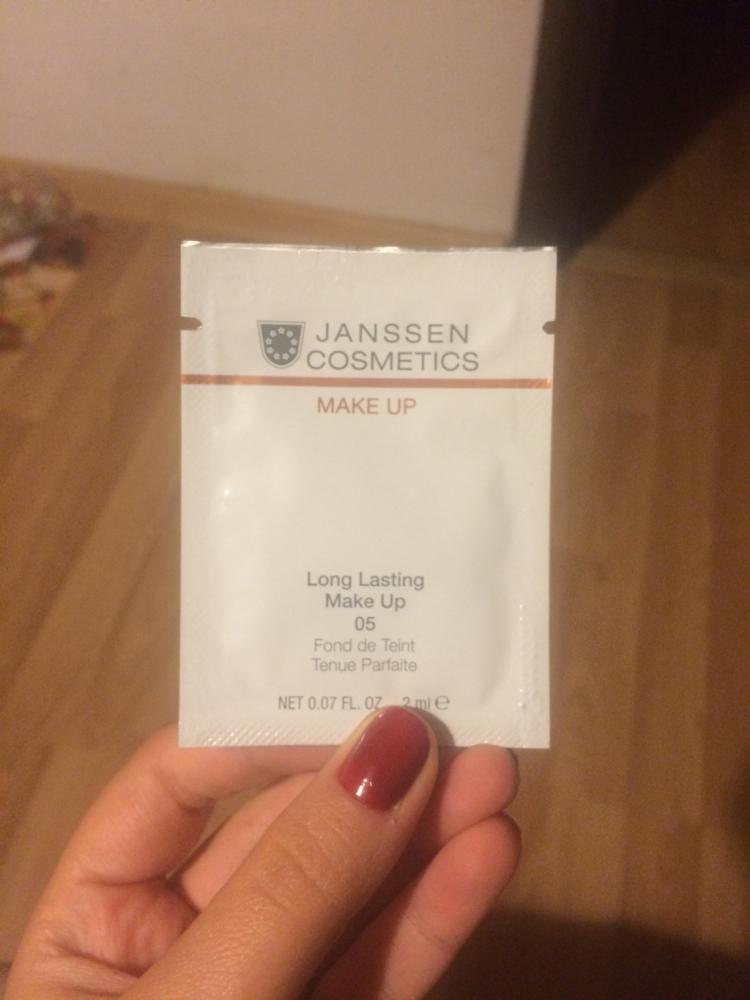 JANSSEN
COSMETICS
MAKE UP
Long Lasting
Make Up
05
Fond de Teint
Tenue Parfaite
NET 0.07 FL. OZ 2 ml ℮